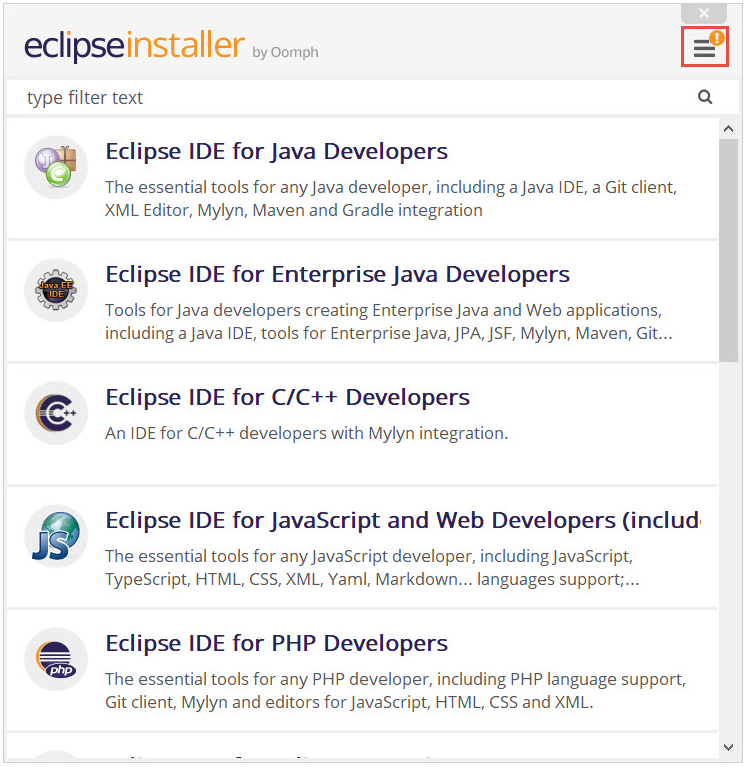 eclipseinstaller by Oomph
type filter text
Eclipse IDE for Java Developers
The essential tools for any Java developer, including a Java IDE, a Git client,
XML Editor, Mylyn, Maven and Gradle integration
Java EE
IDE
Eclipse IDE for Enterprise Java Developers
Tools for Java developers creating Enterprise Java and Web applications,
including a Java IDE, tools for Enterprise Java, JPA, JSF, Mylyn, Maven, Git...
C++
Eclipse IDE for C/C++ Developers
An IDE for C/C++ developers with Mylyn integration.
JS
Eclipse IDE for JavaScript and Web Developers (includ
The essential tools for any JavaScript developer, including JavaScript,
TypeScript, HTML, CSS, XML, Yaml, Markdown... languages support;...
php
Eclipse IDE for PHP Developers
The essential tools for any PHP developer, including PHP language support,
Git client, Mylyn and editors for JavaScript, HTML, CSS and XML.